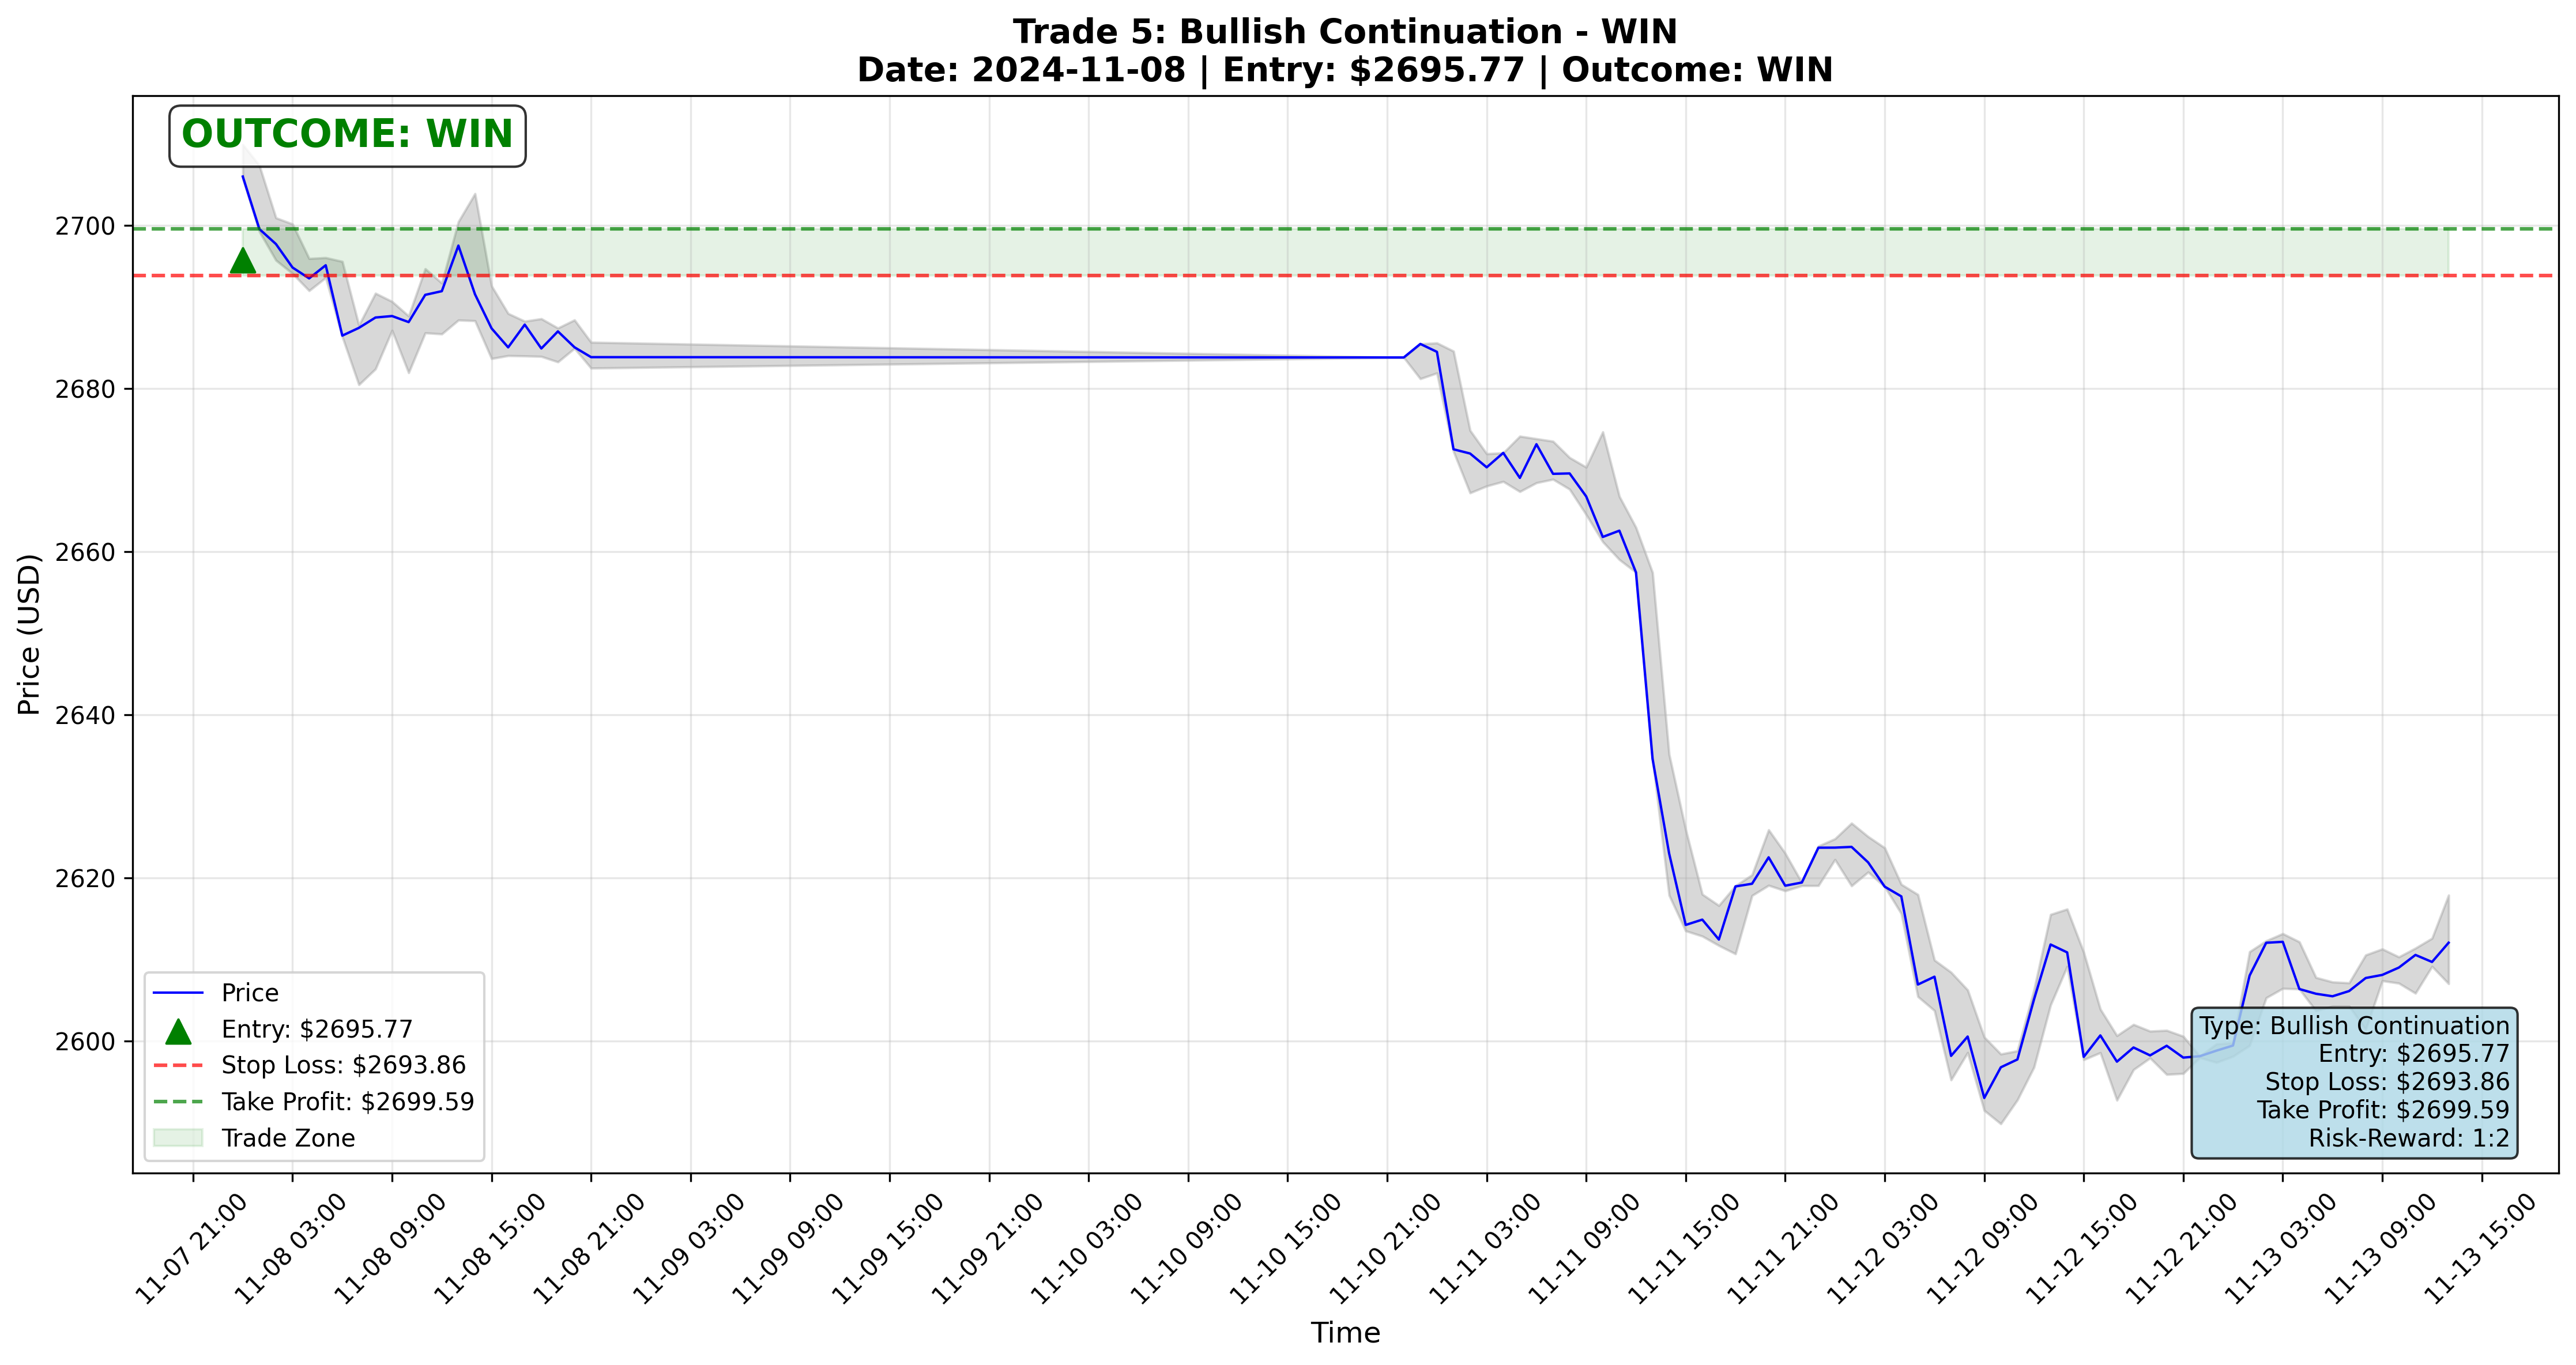 Trade 5: Bullish Continuation - WIN
Date: 2024-11-08 | Entry: $2695.77 | Outcome: WIN
OUTCOME: WIN
Price (USD)
2700
2680
2660
2640
2620
2600
Price
Entry: $2695.77
Stop Loss: $2693.86
Take Profit: $2699.59
Trade Zone
Type: Bullish Continuation
Entry: $2695.77
Stop Loss: $2693.86
Take Profit: $2699.59
Risk-Reward: 1:2
11-07 21:00
11-08 03:00
11-08 09:00
11-08 15:00
11-08 21:00
11-09 03:00
11-09 09:00
11-09 15:00
11-09 21:00
11-10 03:00
11-10 09:00
11-10 15:00
11-10 21:00
11-11 03:00
11-11 09:00
11-11 15:00
11-11 21:00
11-12 03:00
11-12 09:00
11-12 15:00
11-12 21:00
11-13 03:00
11-13 09:00
11-13 15:00
Time